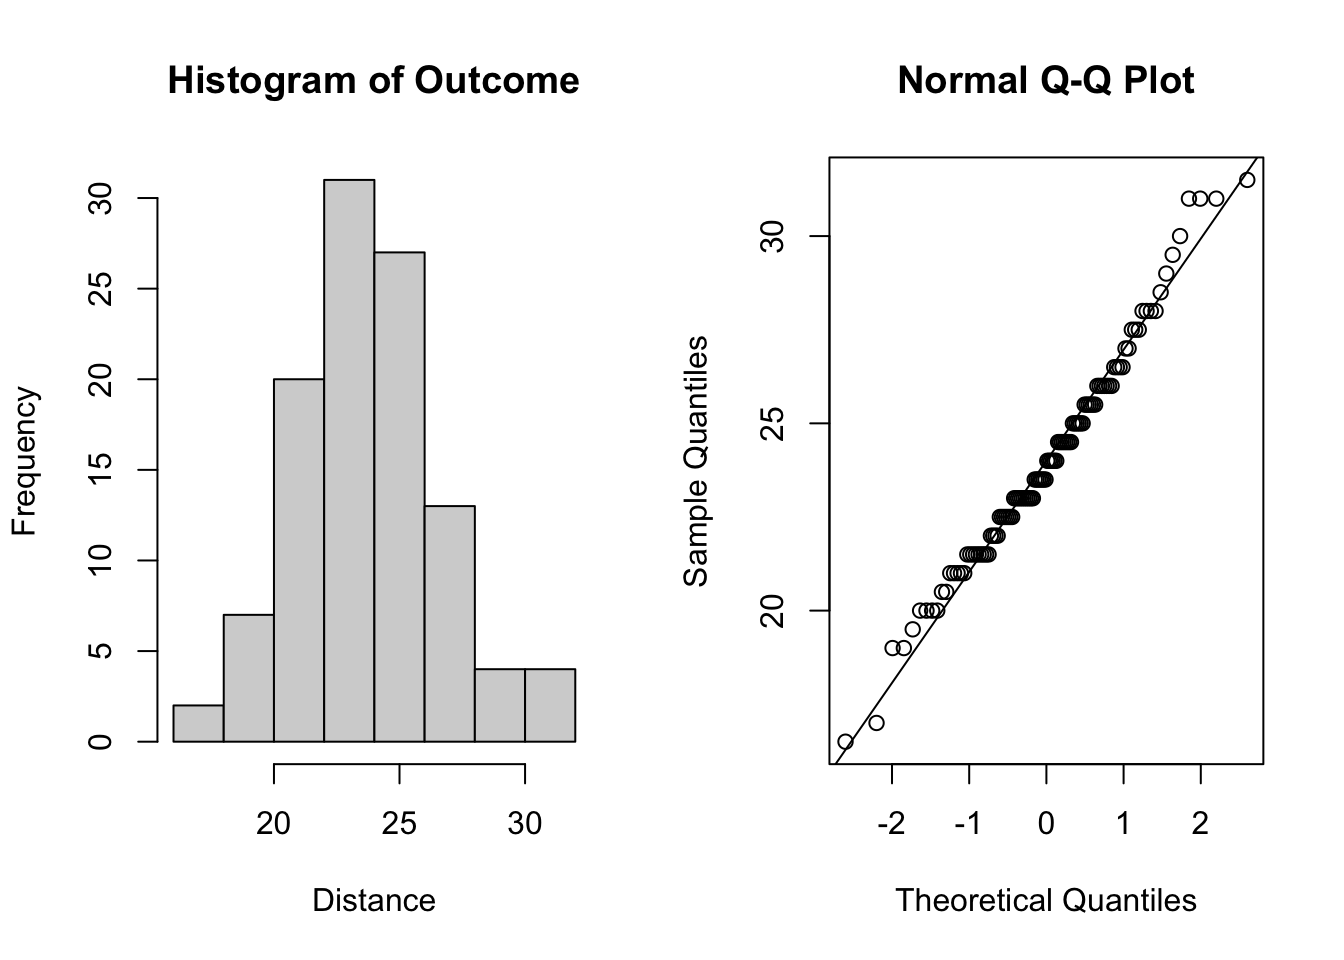 Histogram of Outcome
Frequency
0
5
10
15
20
25
30
20 25 30
Distance
Normal Q-Q Plot
Sample Quantiles
20
25
30
-2 -1 0 1 2
Theoretical Quantiles